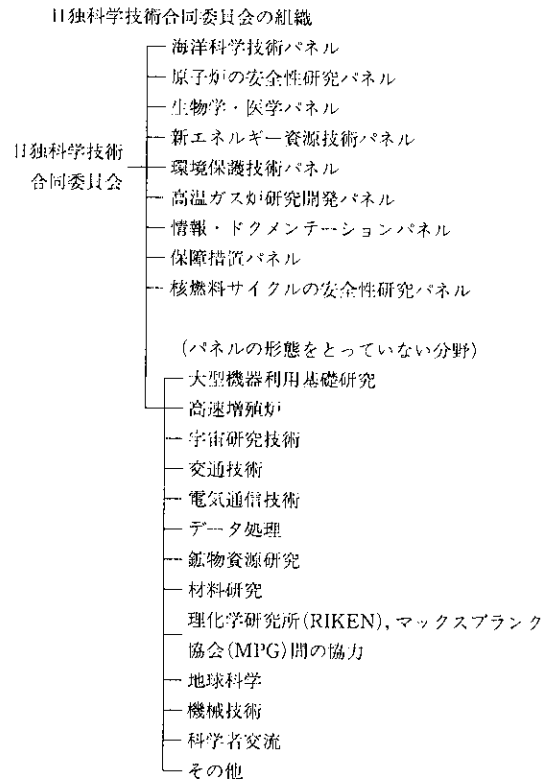 日独科学技術合同委員会の組織
海洋科学技術パネル
原子炉の安全性研究パネル
生物学・医学パネル
新エネルギー資源技術パネル
日独科学技術
合同委員会
環境保護技術パネル
高温ガス炉研究開発パネル
情報・ドクメンテーションパネル
保障措置パネル
核燃料サイクルの安全性研究パネル
(パネルの形態をとっていない分野)
大型機器利用基礎研究
高速増殖炉
宇宙研究技術
交通技術
電気通信技術
データ処理
鉱物資源研究
材料研究
理化学研究所(RIKEN),マックスプランク
協会(MPG)間の協力
地球科学
機械技術
科学者交流
その他